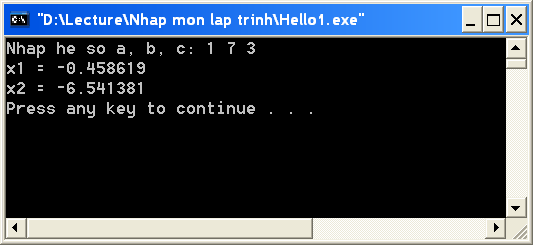 "D:\Lecture\Nhap mon lap trinh\Hello1.exe"
Nhap he so a, b, c: 1 7 3
x1 = -0.458619
x2 = -6.541381
Press any key to continue . . .